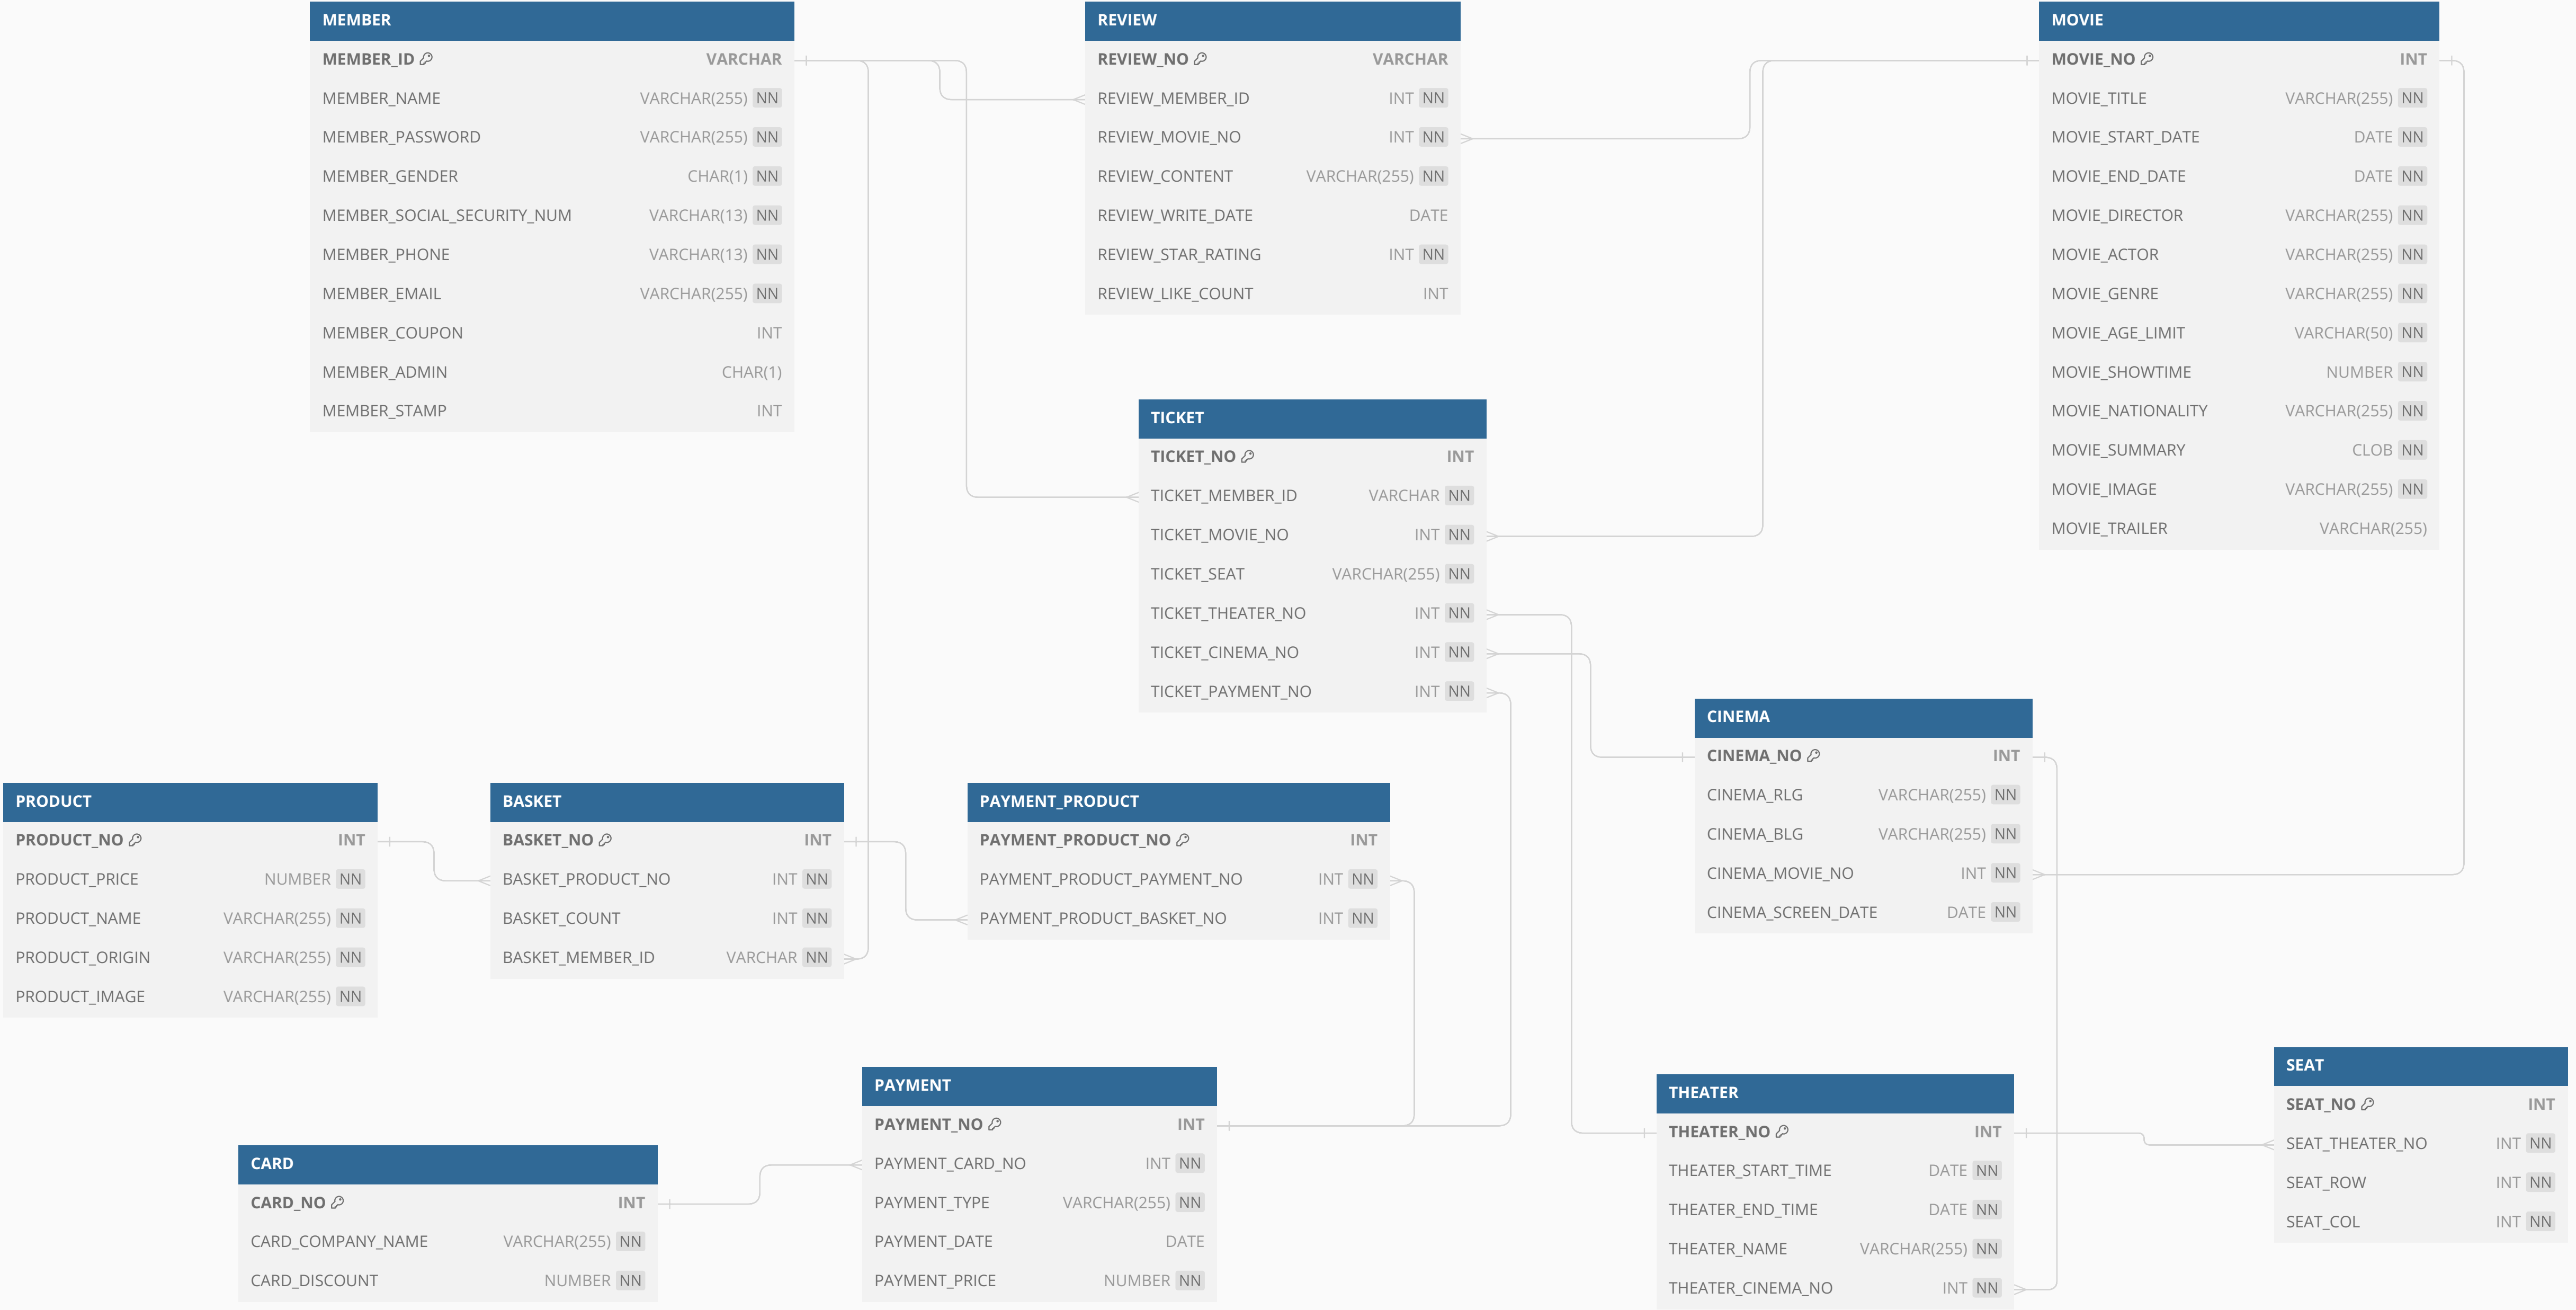 MEMBER
MEMBER_ID VARCHAR
MEMBER_NAME VARCHAR(255) NN
MEMBER_PASSWORD VARCHAR(255) NN
MEMBER_GENDER CHAR(1) NN
MEMBER_SOCIAL_SECURITY_NUM VARCHAR(13) NN
MEMBER_PHONE VARCHAR(13) NN
MEMBER_EMAIL VARCHAR(255) NN
MEMBER_COUPON INT
MEMBER_ADMIN CHAR(1)
MEMBER_STAMP INT
REVIEW
REVIEW_NO VARCHAR
REVIEW_MEMBER_ID INT NN
REVIEW_MOVIE_NO INT NN
REVIEW_CONTENT VARCHAR(255) NN
REVIEW_WRITE_DATE DATE
REVIEW_STAR_RATING INT NN
REVIEW_LIKE_COUNT INT
MOVIE
MOVIE_NO INT
MOVIE_TITLE VARCHAR(255) NN
MOVIE_START_DATE DATE NN
MOVIE_END_DATE DATE NN
MOVIE_DIRECTOR VARCHAR(255) NN
MOVIE_ACTOR VARCHAR(255) NN
MOVIE_GENRE VARCHAR(255) NN
MOVIE_AGE_LIMIT VARCHAR(50) NN
MOVIE_SHOWTIME NUMBER NN
MOVIE_NATIONALITY VARCHAR(255) NN
MOVIE_SUMMARY CLOB NN
MOVIE_IMAGE VARCHAR(255) NN
MOVIE_TRAILER VARCHAR(255)
TICKET
TICKET_NO INT
TICKET_MEMBER_ID VARCHAR NN
TICKET_MOVIE_NO INT NN
TICKET_SEAT VARCHAR(255) NN
TICKET_THEATER_NO INT NN
TICKET_CINEMA_NO INT NN
TICKET_PAYMENT_NO INT NN
CINEMA
CINEMA_NO INT
CINEMA_RLG VARCHAR(255) NN
CINEMA_BLG VARCHAR(255) NN
CINEMA_MOVIE_NO INT NN
CINEMA_SCREEN_DATE DATE NN
PRODUCT
PRODUCT_NO INT
PRODUCT_PRICE NUMBER NN
PRODUCT_NAME VARCHAR(255) NN
PRODUCT_ORIGIN VARCHAR(255) NN
PRODUCT_IMAGE VARCHAR(255) NN
BASKET
BASKET_NO INT
BASKET_PRODUCT_NO INT NN
BASKET_COUNT INT NN
BASKET_MEMBER_ID VARCHAR NN
PAYMENT_PRODUCT
PAYMENT_PRODUCT_NO INT
PAYMENT_PRODUCT_PAYMENT_NO INT NN
PAYMENT_PRODUCT_BASKET_NO INT NN
CARD
CARD_NO INT
CARD_COMPANY_NAME VARCHAR(255) NN
CARD_DISCOUNT NUMBER NN
PAYMENT
PAYMENT_NO INT
PAYMENT_CARD_NO INT NN
PAYMENT_TYPE VARCHAR(255) NN
PAYMENT_DATE DATE
PAYMENT_PRICE NUMBER NN
THEATER
THEATER_NO INT
THEATER_START_TIME DATE NN
THEATER_END_TIME DATE NN
THEATER_NAME VARCHAR(255) NN
THEATER_CINEMA_NO INT NN
SEAT
SEAT_NO INT
SEAT_THEATER_NO INT NN
SEAT_ROW INT NN
SEAT_COL INT NN